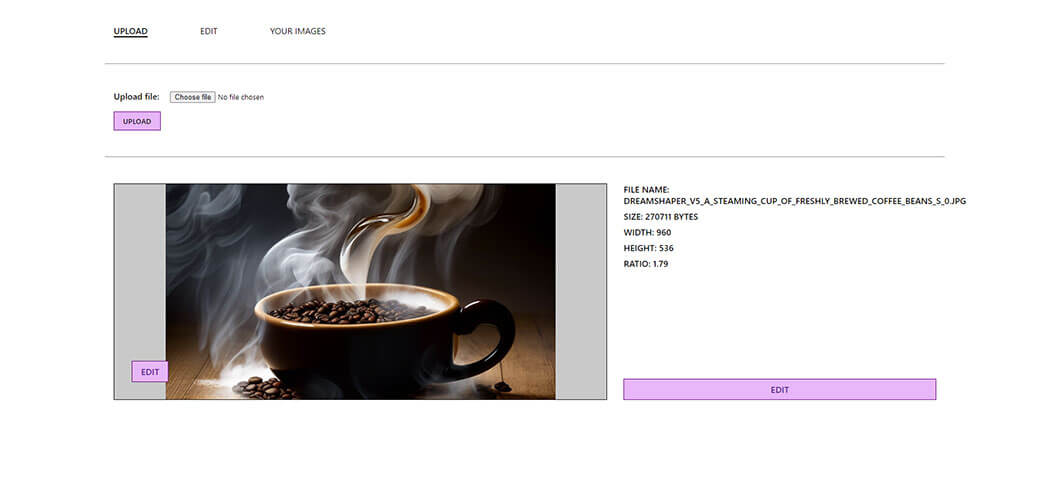 UPLOAD EDIT YOUR IMAGES
Upload file: Choose file No file chosen
UPLOAD
FILE NAME:
DREAMSHAPER_V5_A_STEAMING_CUP_OF_FRESHLY_BREWED_COFFEE_BEANS_S_0.JPG
SIZE: 270711 BYTES
WIDTH: 960
HEIGHT: 536
RATIO: 1.79
EDIT
EDIT